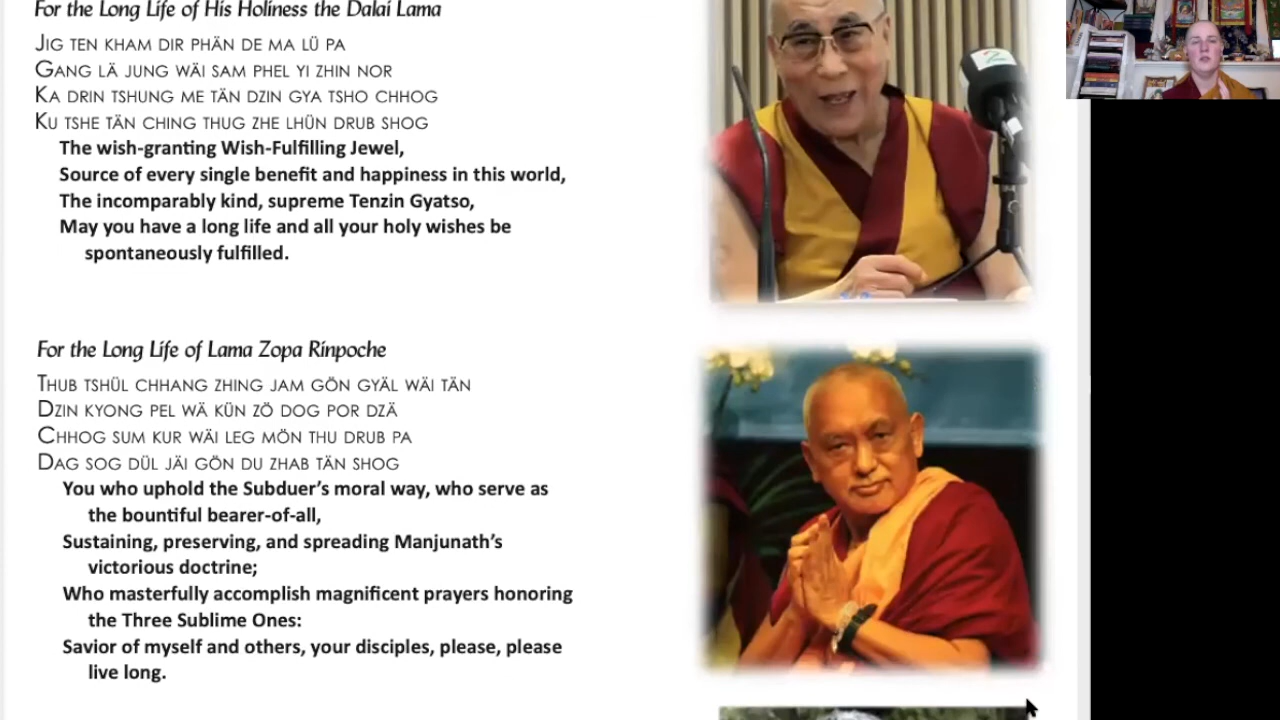 For the Long Life of His Holiness the Dalai Lama
JIG TEN KHAM DIR PHÄN DE MA LÜ PA
GANG LÄ JUNG WÄI SAM PHEL YI ZHIN NOR
KA DRIN TSHUNG ME TÄN DZIN GYA TSHO CHHOG
KU TSHE TÄN CHING THUG ZHE LHÜN DRUB SHOG
The wish-granting Wish-Fulfilling Jewel,
Source of every single benefit and happiness in this world,
The incomparably kind, supreme Tenzin Gyatso,
May you have a long life and all your holy wishes be
spontaneously fulfilled.
For the Long Life of Lama Zopa Rinpoche
THUB TSHÜL CHHANG ZHING JAM GÖN GYÄL WÄI TÄN
DZIN KYONG PEL WÄ KÜN ZÖ DOG POR DZÄ
CHHOG SUM KUR WÄI LEG MÖN THU DRUB PA
DAG SOG DÜL JÄI GÖN DU ZHAB TÄN SHOG
You who uphold the Subduer's moral way, who serve as
the bountiful bearer-of-all,
Sustaining, preserving, and spreading Manjunath's
victorious doctrine;
Who masterfully accomplish magnificent prayers honoring
the Three Sublime Ones:
Savior of myself and others, your disciples, please, please
live long.